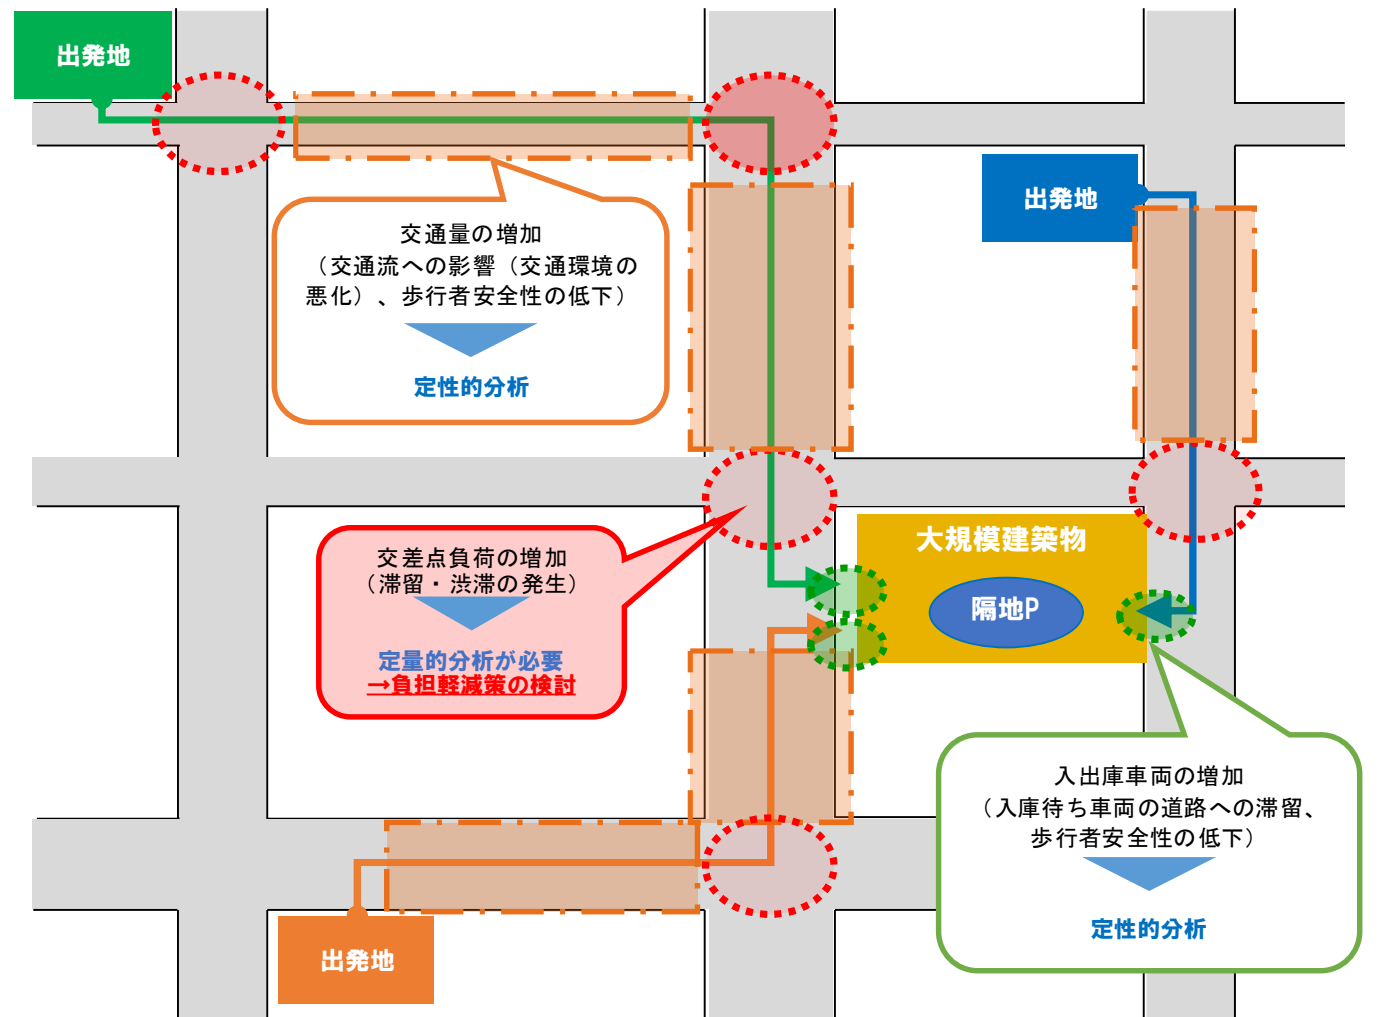 出発地
出発地
交通量の増加
（交通流への影響（交通環境の
悪化）、歩行者安全性の低下）
定性的分析
大規模建築物
隔地P
交差点負荷の増加
（滞留・渋滞の発生）
定量的分析が必要
→負担軽減策の検討
入出庫車両の増加
（入庫待ち車両の道路への滞留、
歩行者安全性の低下）
定性的分析
出発地